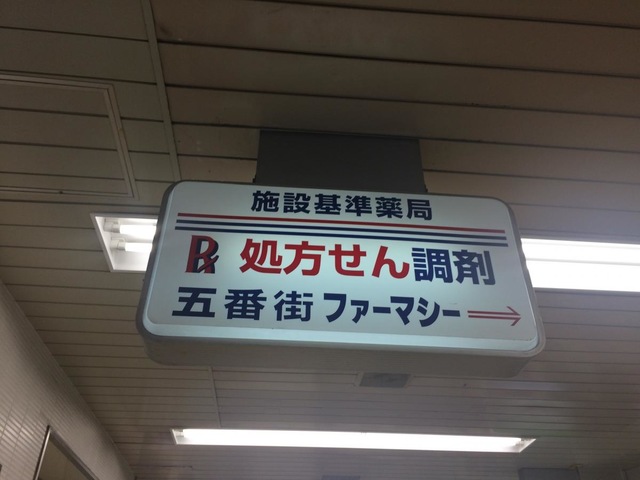 施設基準薬局
℞ 処方せん調剤
五番街ファーマシー→